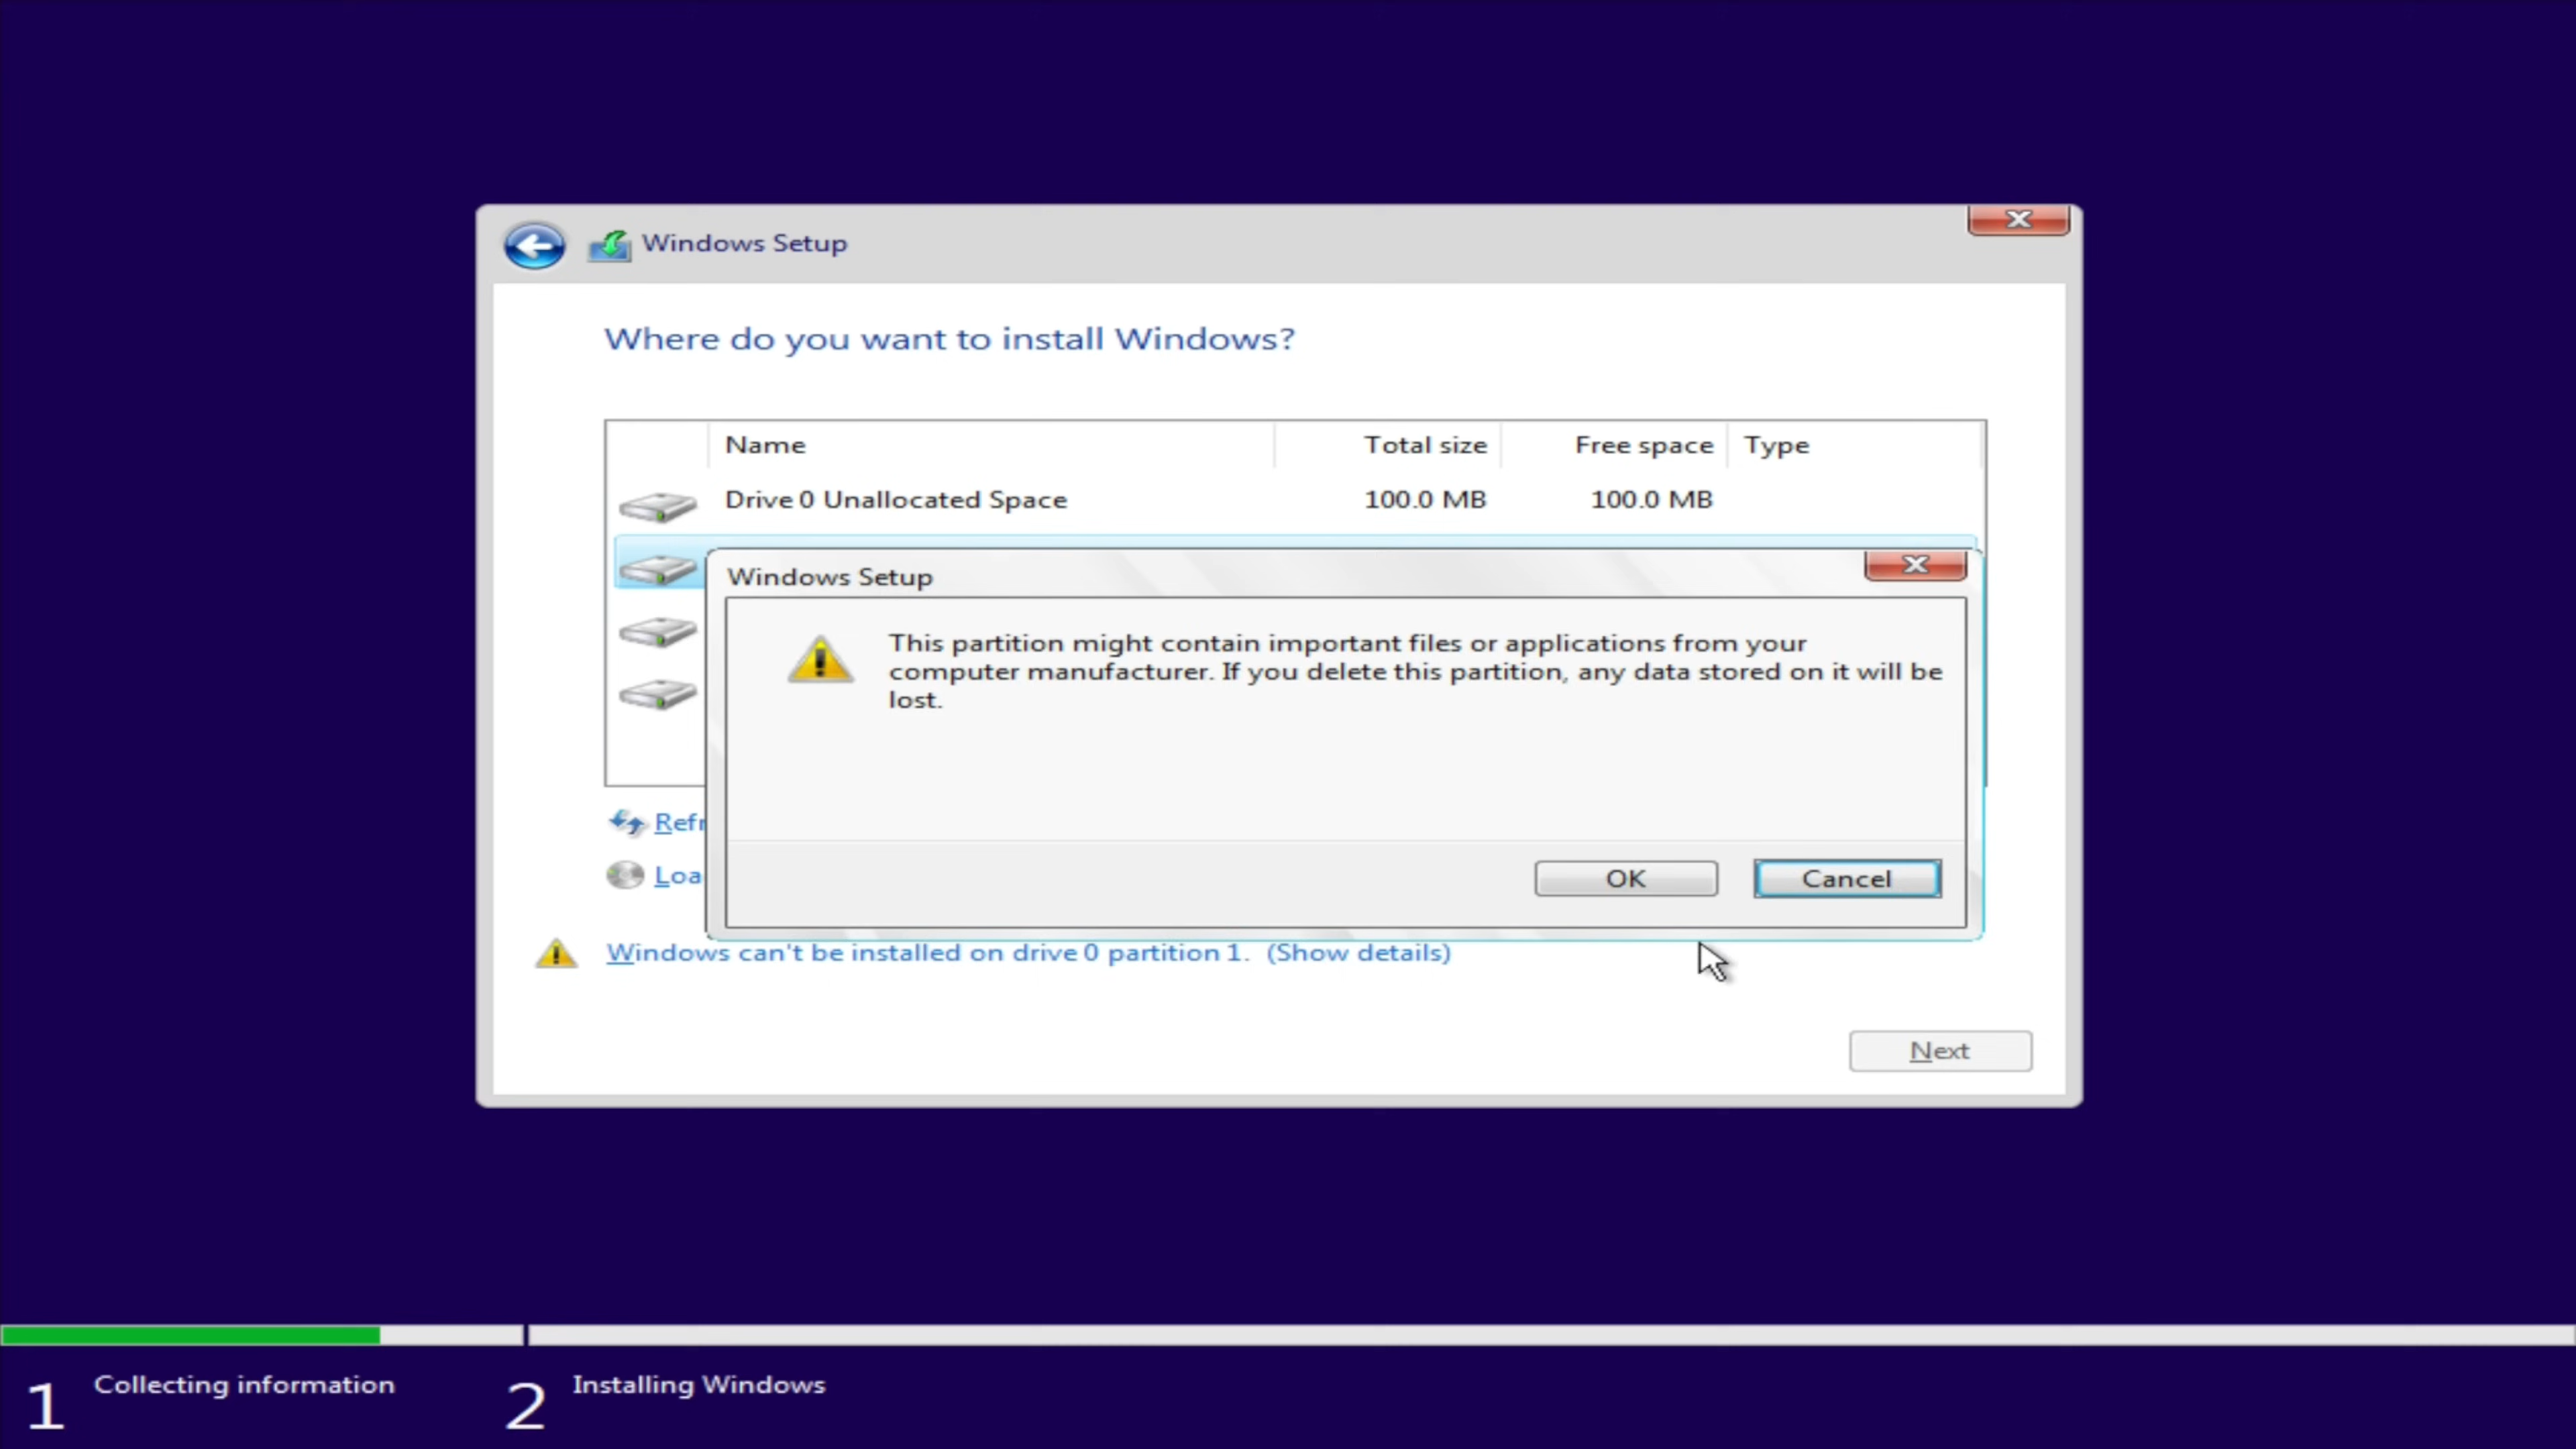 Windows Setup
Where do you want to install Windows?
Name Total size Free space Type
Drive 0 Unallocated Space 100.0 MB 100.0 MB
Windows Setup
This partition might contain important files or applications from your
computer manufacturer. If you delete this partition, any data stored on it will be
lost.
OK Cancel
Refr
Loa
Windows can't be installed on drive 0 partition 1. (Show details)
Next
1 Collecting information 2 Installing Windows